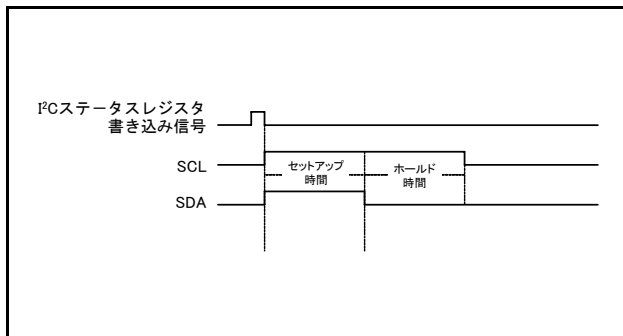 I²Cステータスレジスタ
書き込み信号
SCL
セットアップ
時間
ホールド
時間
SDA